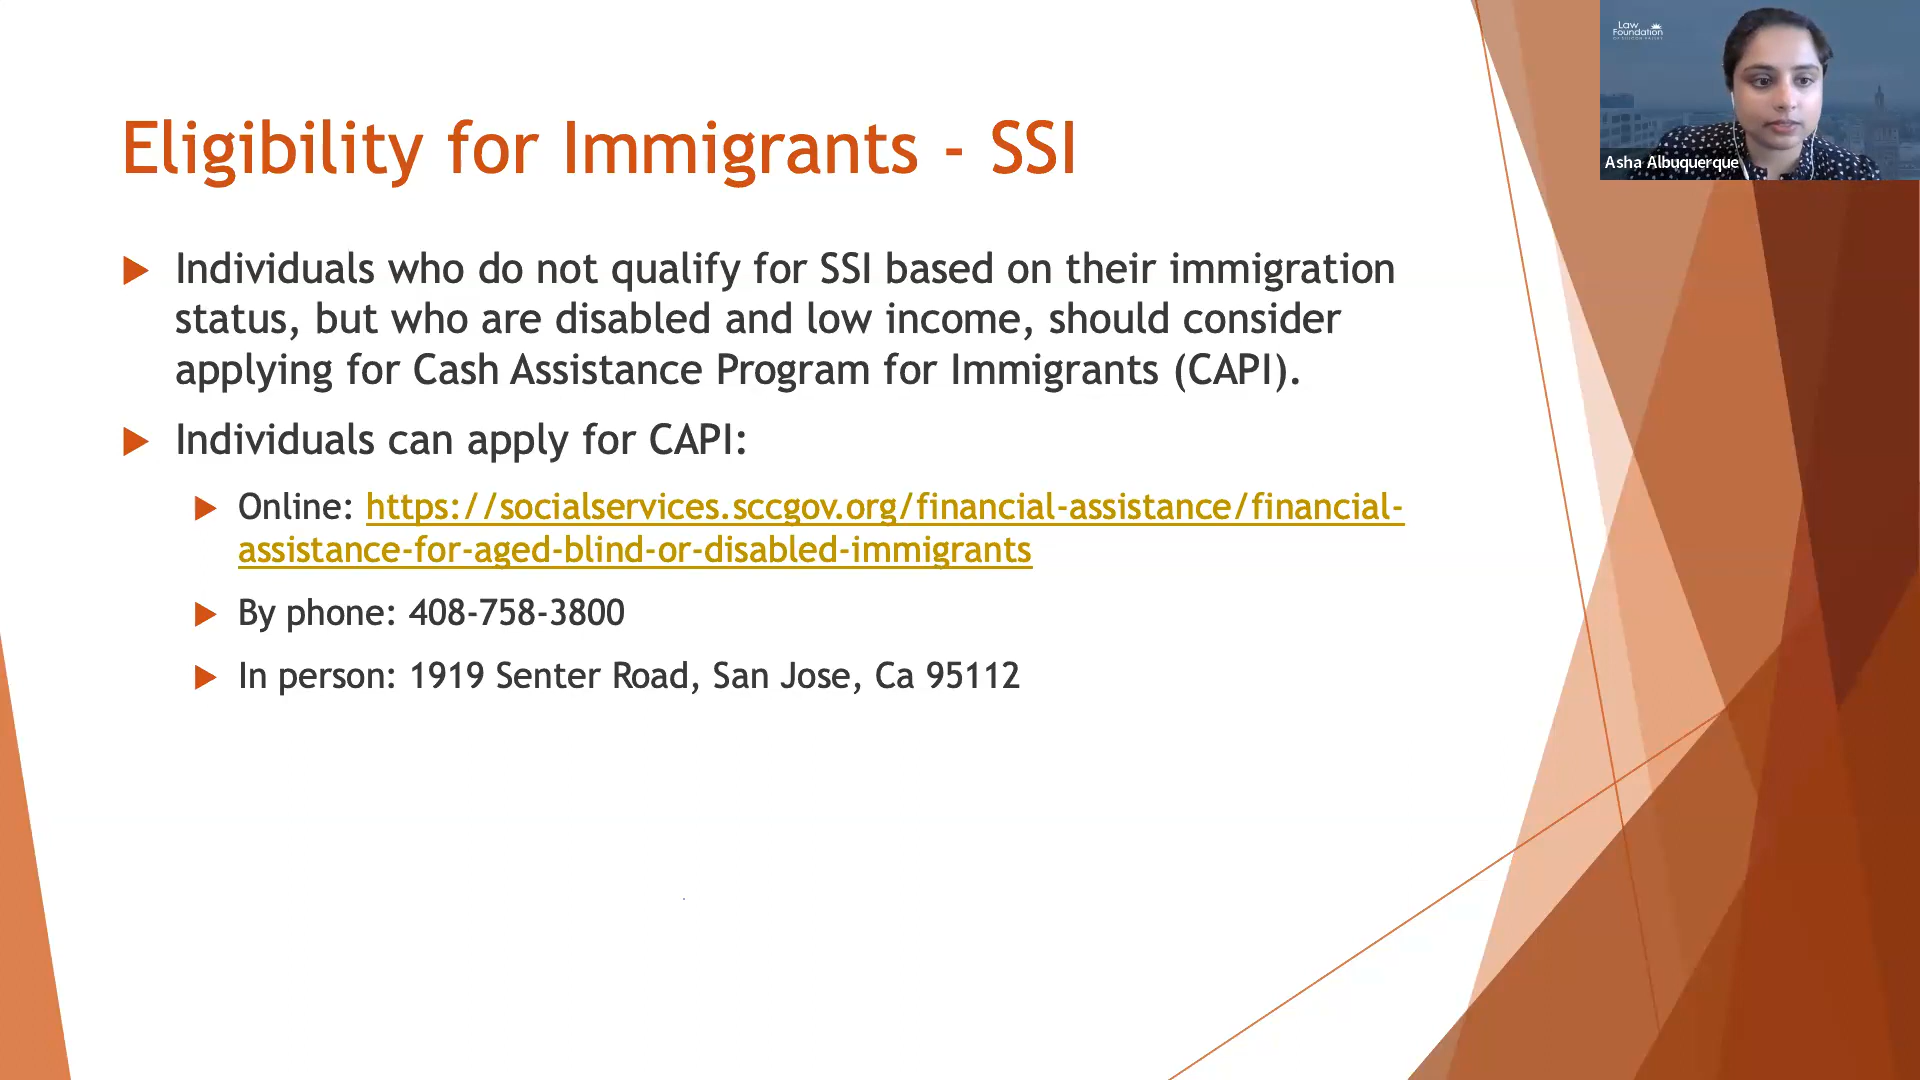 Law
Foundation
Asha Albuquerque
Eligibility for Immigrants - SSI
Individuals who do not qualify for SSI based on their immigration
status, but who are disabled and low income, should consider
applying for Cash Assistance Program for Immigrants (CAPI).
Individuals can apply for CAPI:
Online: https://socialservices.sccgov.org/financial-assistance/financial-
assistance-for-aged-blind-or-disabled-immigrants
By phone: 408-758-3800
In person: 1919 Senter Road, San Jose, Ca 95112